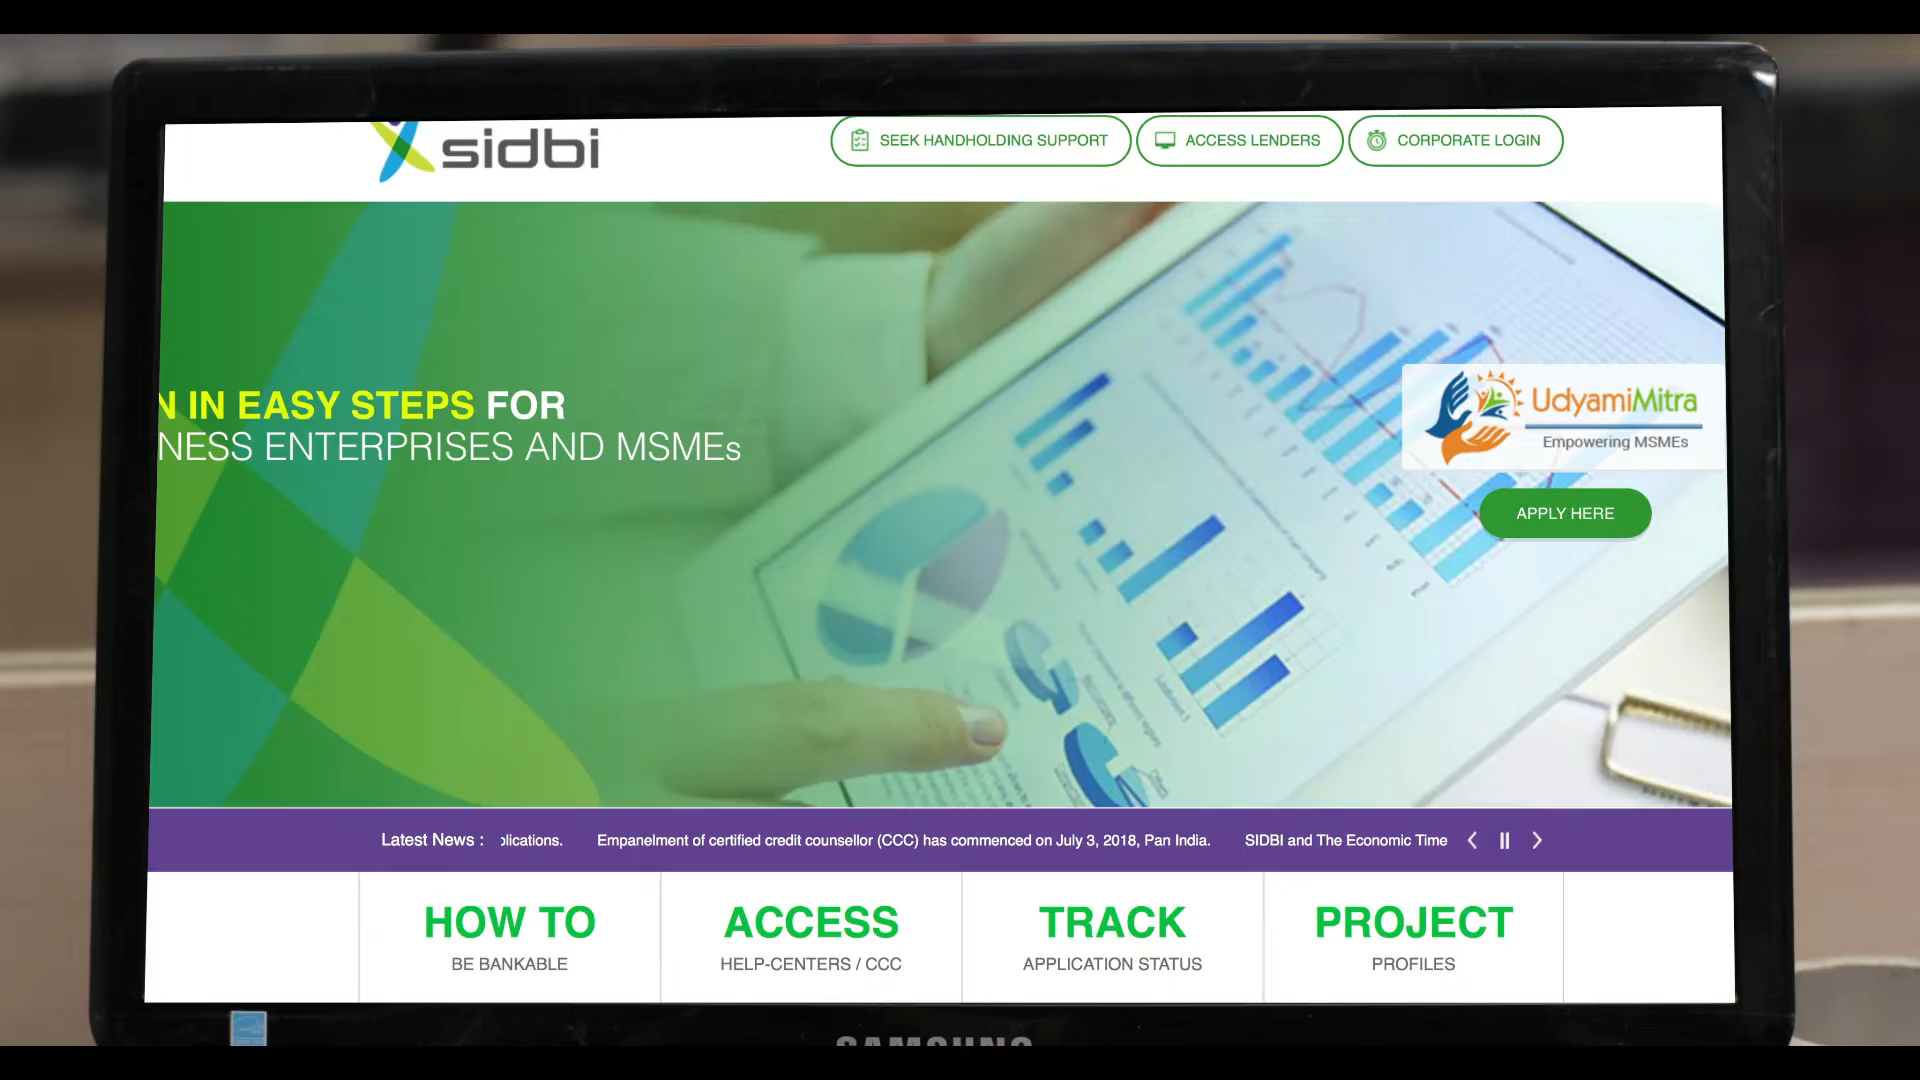 sidbi
SEEK HANDHOLDING SUPPORT
ACCESS LENDERS
CORPORATE LOGIN
N IN EASY STEPS FOR
NESS ENTERPRISES AND MSMEs
UdyamiMitra
Empowering MSMEs
APPLY HERE
Latest News : plications. Empanelment of certified credit counsellor (CCC) has commenced on July 3, 2018, Pan India. SIDBI and The Economic Time
HOW TO
BE BANKABLE
ACCESS
HELP-CENTERS / CCC
TRACK
APPLICATION STATUS
PROJECT
PROFILES
SAMSUNG